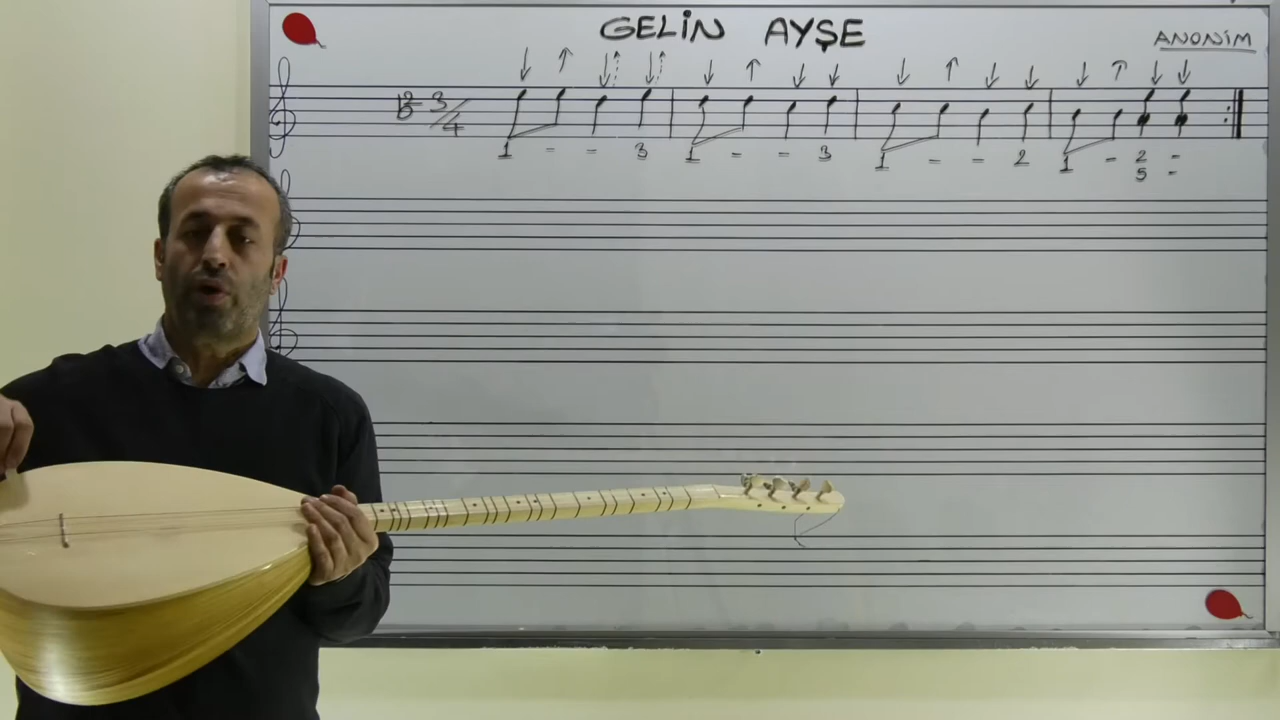 GELİN AYŞE
ANONİM
3/4
1 - - 3 1 - - 3 1 - - 2 1 - 2 -
5 -